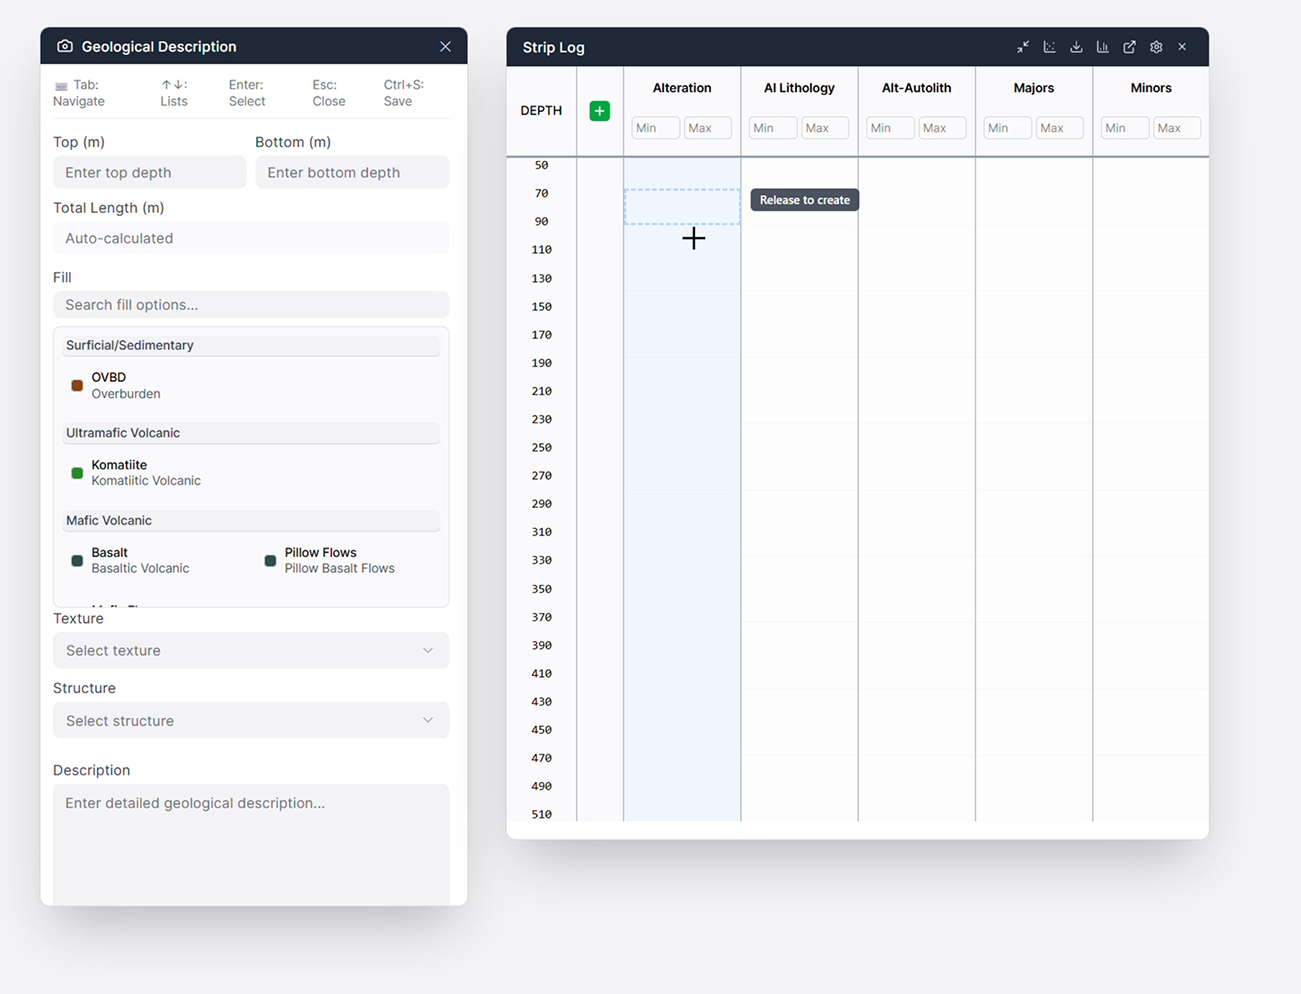 Geological Description
Tab: Navigate
↑↓: Lists
Enter: Select
Esc: Close
Ctrl+S: Save
Top (m)
Bottom (m)
Enter top depth
Enter bottom depth
Total Length (m)
Auto-calculated
Fill
Search fill options...
Surficial/Sedimentary
OVBD
Overburden
Ultramafic Volcanic
Komatiite
Komatiitic Volcanic
Mafic Volcanic
Basalt
Basaltic Volcanic
Pillow Flows
Pillow Basalt Flows
Texture
Select texture
Structure
Select structure
Description
Enter detailed geological description...
Strip Log
DEPTH
Alteration
AI Lithology
Alt-Autolith
Majors
Minors
Min Max Min Max Min Max Min Max Min Max
50
70
Release to create
90
110
130
150
170
190
210
230
250
270
290
310
330
350
370
390
410
430
450
470
490
510